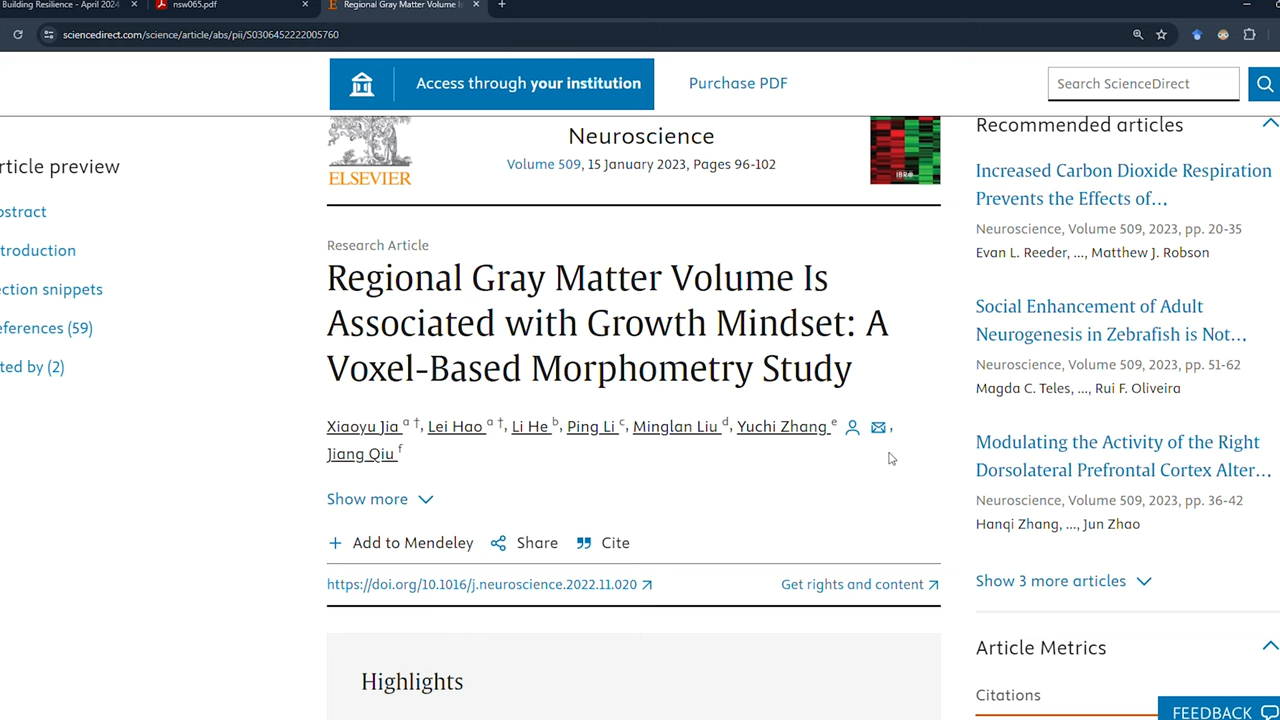 Building Resilience - April 2024
nsw065.pdf
Regional Gray Matter Volume
sciencedirect.com/science/article/abs/pii/S0306452222005760
Access through your institution
Purchase PDF
Search ScienceDirect
rticle preview
ostract
troduction
ection snippets
eferences (59)
ted by (2)
ELSEVIER
Neuroscience
Volume 509, 15 January 2023, Pages 96-102
IBRO
Research Article
Regional Gray Matter Volume Is
Associated with Growth Mindset: A
Voxel-Based Morphometry Study
Xiaoyu Jia a †, Lei Hao a †, Li He b, Ping Li c, Minglan Liu d, Yuchi Zhang e ,
Jiang Qiu f
Show more
Add to Mendeley
Share
Cite
https://doi.org/10.1016/j.neuroscience.2022.11.020
Get rights and content
Highlights
Recommended articles
Increased Carbon Dioxide Respiration
Prevents the Effects of…
Neuroscience, Volume 509, 2023, pp. 20-35
Evan L. Reeder, ..., Matthew J. Robson
Social Enhancement of Adult
Neurogenesis in Zebrafish is Not…
Neuroscience, Volume 509, 2023, pp. 51-62
Magda C. Teles, ..., Rui F. Oliveira
Modulating the Activity of the Right
Dorsolateral Prefrontal Cortex Alter…
Neuroscience, Volume 509, 2023, pp. 36-42
Hanqi Zhang, ..., Jun Zhao
Show 3 more articles
Article Metrics
Citations
FEEDBACK